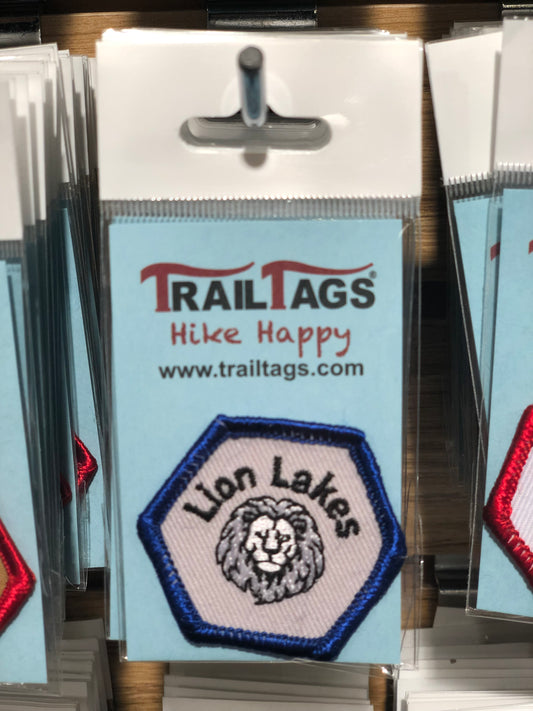 TRAILTAGS®
Hike Happy
www.trailtags.com
Lion Lakes